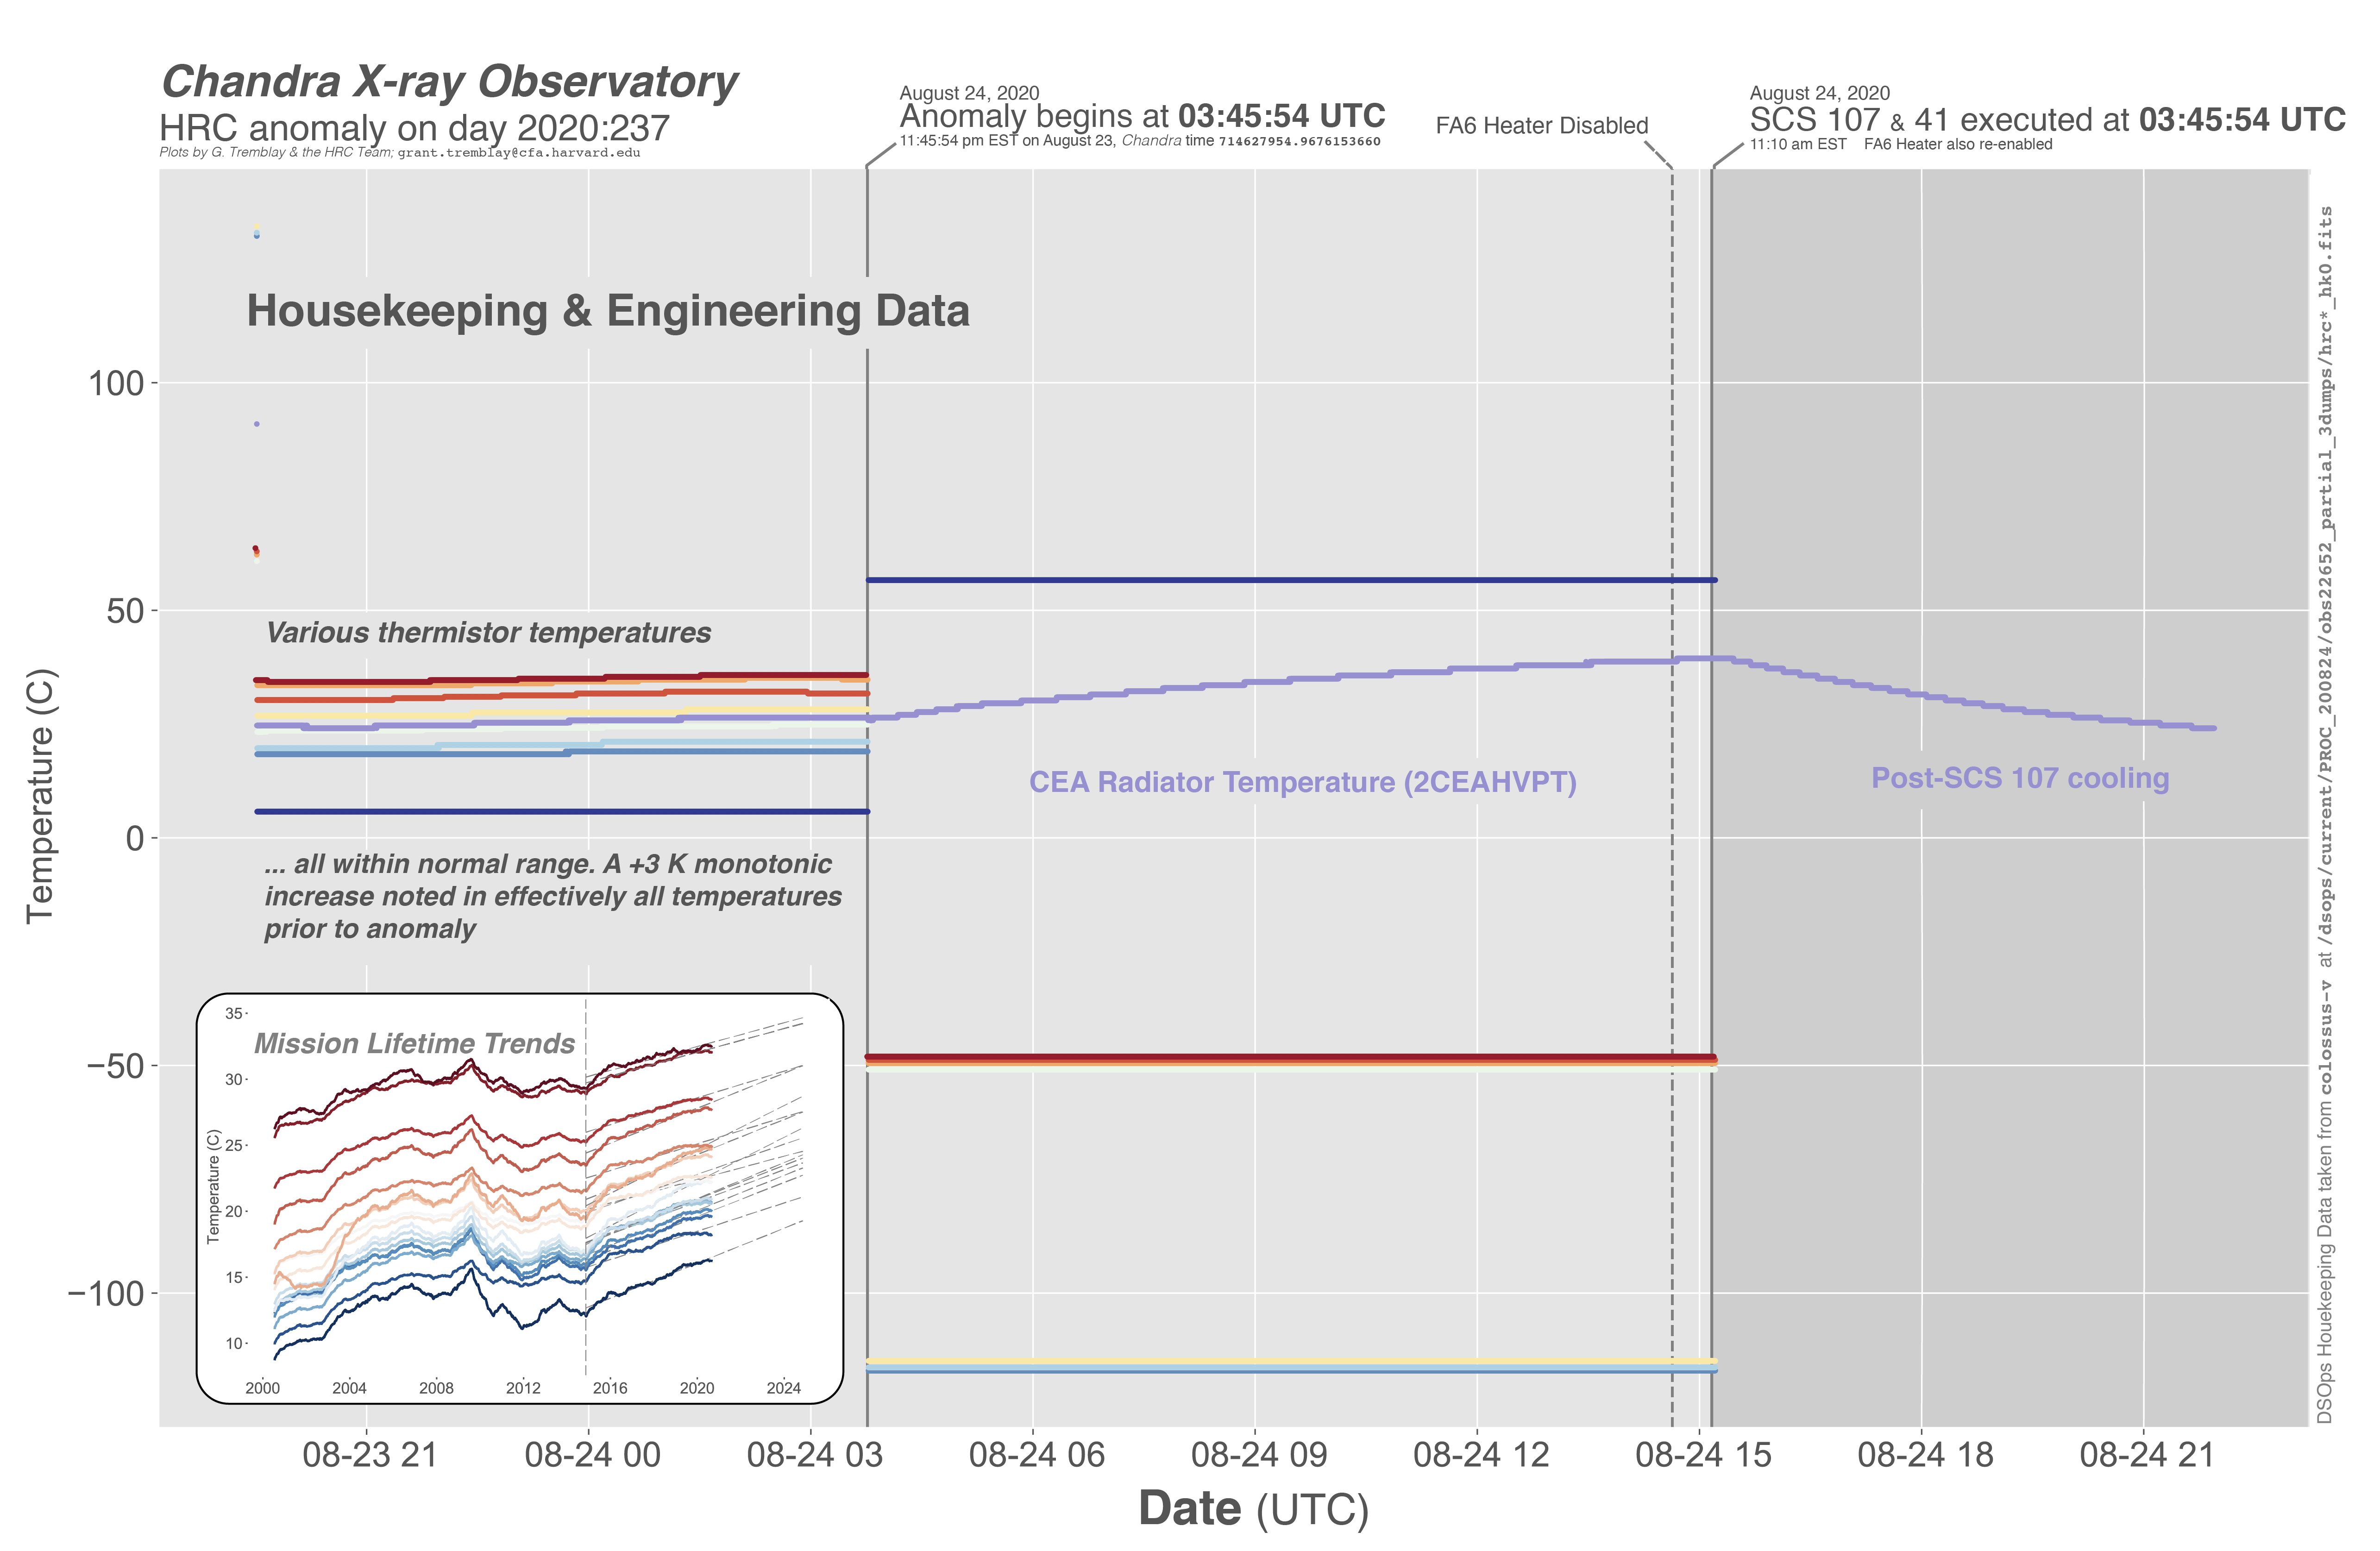 Chandra X-ray Observatory
HRC anomaly on day 2020:237
Plots by G. Tremblay & the HRC Team; grant.tremblay@cfa.harvard.edu
August 24, 2020
Anomaly begins at 03:45:54 UTC
11:45:54 pm EST on August 23, Chandra time 714627954.9676153660
FA6 Heater Disabled
August 24, 2020
SCS 107 & 41 executed at 03:45:54 UTC
11:10 am EST FA6 Heater also re-enabled
Housekeeping & Engineering Data
Various thermistor temperatures
CEA Radiator Temperature (2CEAHVPT)
Post-SCS 107 cooling
... all within normal range. A +3 K monotonic
increase noted in effectively all temperatures
prior to anomaly
Temperature (C)
100
50
0
−50
−100
Mission Lifetime Trends
Temperature (C)
35
30
25
20
15
10
2000 2004 2008 2012 2016 2020 2024
08-23 21 08-24 00 08-24 03 08-24 06 08-24 09 08-24 12 08-24 15 08-24 18 08-24 21
Date (UTC)
DSOps Houekeeping Data taken from colossus-v at /dsops/current/PROC_200824/obs22652_partial_3dumps/hrc*_hk0.fits